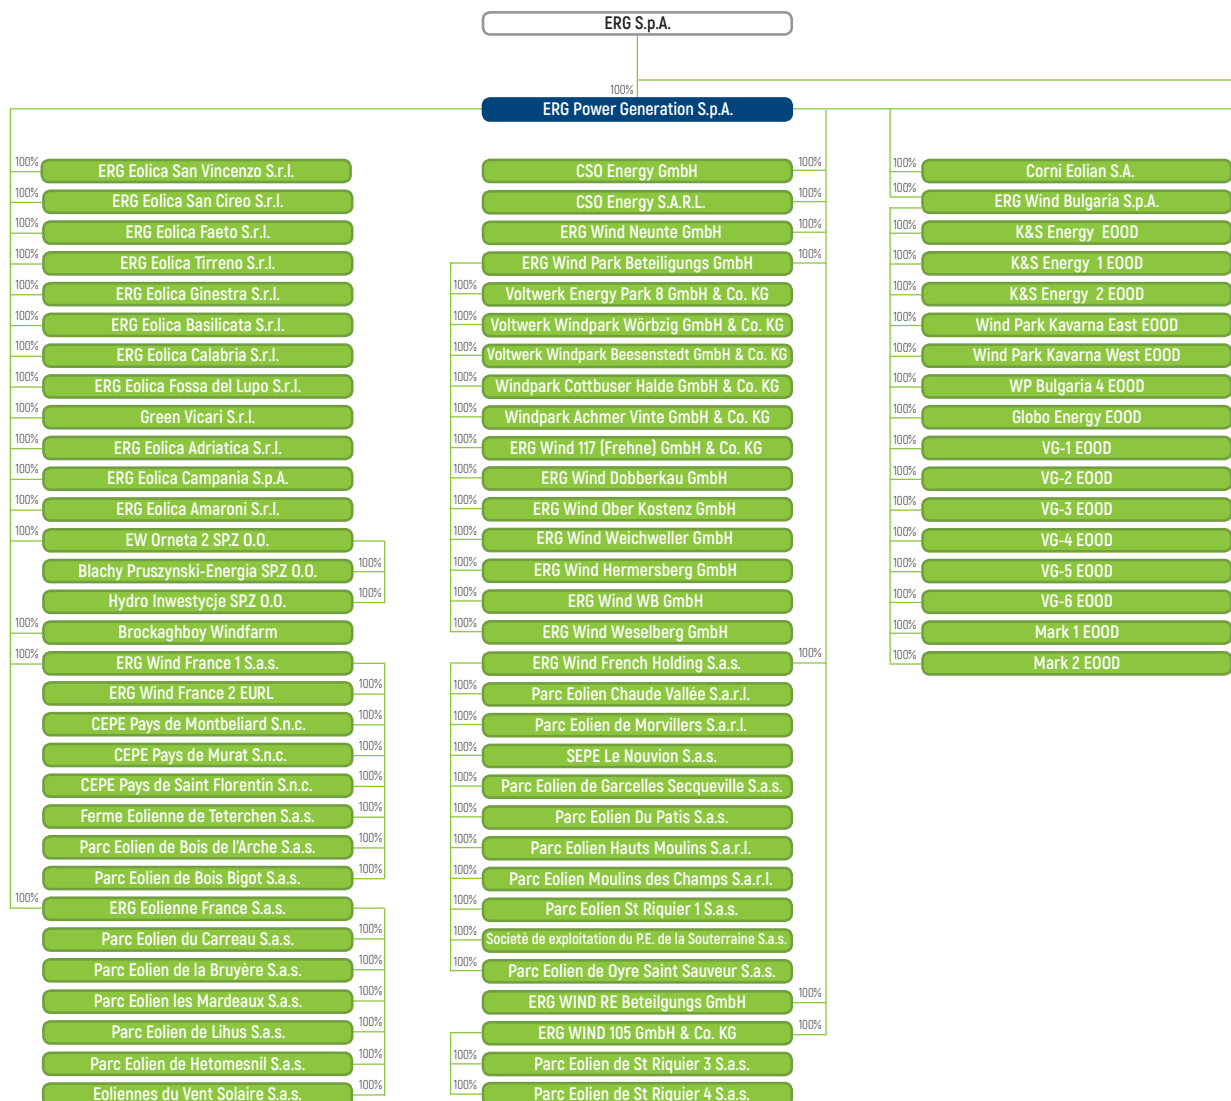 ERG S.p.A.
100%
ERG Power Generation S.p.A.
100% ERG Eolica San Vincenzo S.r.l.
100% ERG Eolica San Cireo S.r.l.
100% ERG Eolica Faeto S.r.l.
100% ERG Eolica Tirreno S.r.l.
100% ERG Eolica Ginestra S.r.l.
100% ERG Eolica Basilicata S.r.l.
100% ERG Eolica Calabria S.r.l.
100% ERG Eolica Fossa del Lupo S.r.l.
100% Green Vicari S.r.l.
100% ERG Eolica Adriatica S.r.l.
100% ERG Eolica Campania S.p.A.
100% ERG Eolica Amaroni S.r.l.
100% EW Orneta 2 SP.Z O.O.
Blachy Pruszynski-Energia SP.Z O.O. 100%
Hydro Inwestycje SP.Z O.O. 100%
100% Brockaghboy Windfarm
100% ERG Wind France 1 S.a.s.
ERG Wind France 2 EURL 100%
CEPE Pays de Montbeliard S.n.c. 100%
CEPE Pays de Murat S.n.c. 100%
CEPE Pays de Saint Florentin S.n.c. 100%
Ferme Eolienne de Teterchen S.a.s. 100%
Parc Eolien de Bois de l'Arche S.a.s. 100%
Parc Eolien de Bois Bigot S.a.s. 100%
100% ERG Eolienne France S.a.s.
Parc Eolien du Carreau S.a.s. 100%
Parc Eolien de la Bruyère S.a.s. 100%
Parc Eolien les Mardeaux S.a.s. 100%
Parc Eolien de Lihus S.a.s. 100%
Parc Eolien de Hetomesnil S.a.s. 100%
Eoliennes du Vent Solaire S.a.s. 100%
CSO Energy GmbH 100%
CSO Energy S.A.R.L. 100%
ERG Wind Neunte GmbH 100%
ERG Wind Park Beteiligungs GmbH 100%
100% Voltwerk Energy Park 8 GmbH & Co. KG
100% Voltwerk Windpark Wörbzig GmbH & Co. KG
100% Voltwerk Windpark Beesenstedt GmbH & Co. KG
100% Windpark Cottbuser Halde GmbH & Co. KG
100% Windpark Achmer Vinte GmbH & Co. KG
100% ERG Wind 117 (Frehne) GmbH & Co. KG
100% ERG Wind Dobberkau GmbH
100% ERG Wind Ober Kostenz GmbH
100% ERG Wind Weichweller GmbH
100% ERG Wind Hermersberg GmbH
100% ERG Wind WB GmbH
100% ERG Wind Weselberg GmbH
ERG Wind French Holding S.a.s. 100%
100% Parc Eolien Chaude Vallée S.a.r.l.
100% Parc Eolien de Morvillers S.a.r.l.
100% SEPE Le Nouvion S.a.s.
100% Parc Eolien de Garcelles Secqueville S.a.s.
100% Parc Eolien Du Patis S.a.s.
100% Parc Eolien Hauts Moulins S.a.r.l.
100% Parc Eolien Moulins des Champs S.a.r.l.
100% Parc Eolien St Riquier 1 S.a.s.
100% Societè de exploitation du P.E. de la Souterraine S.a.s.
100% Parc Eolien de Oyre Saint Sauveur S.a.s.
ERG WIND RE Beteilgungs GmbH 100%
ERG WIND 105 GmbH & Co. KG 100%
100% Parc Eolien de St Riquier 3 S.a.s.
100% Parc Eolien de St Riquier 4 S.a.s.
100% Corni Eolian S.A.
100% ERG Wind Bulgaria S.p.A.
100% K&S Energy EOOD
100% K&S Energy 1 EOOD
100% K&S Energy 2 EOOD
100% Wind Park Kavarna East EOOD
100% Wind Park Kavarna West EOOD
100% WP Bulgaria 4 EOOD
100% Globo Energy EOOD
100% VG-1 EOOD
100% VG-2 EOOD
100% VG-3 EOOD
100% VG-4 EOOD
100% VG-5 EOOD
100% VG-6 EOOD
100% Mark 1 EOOD
100% Mark 2 EOOD